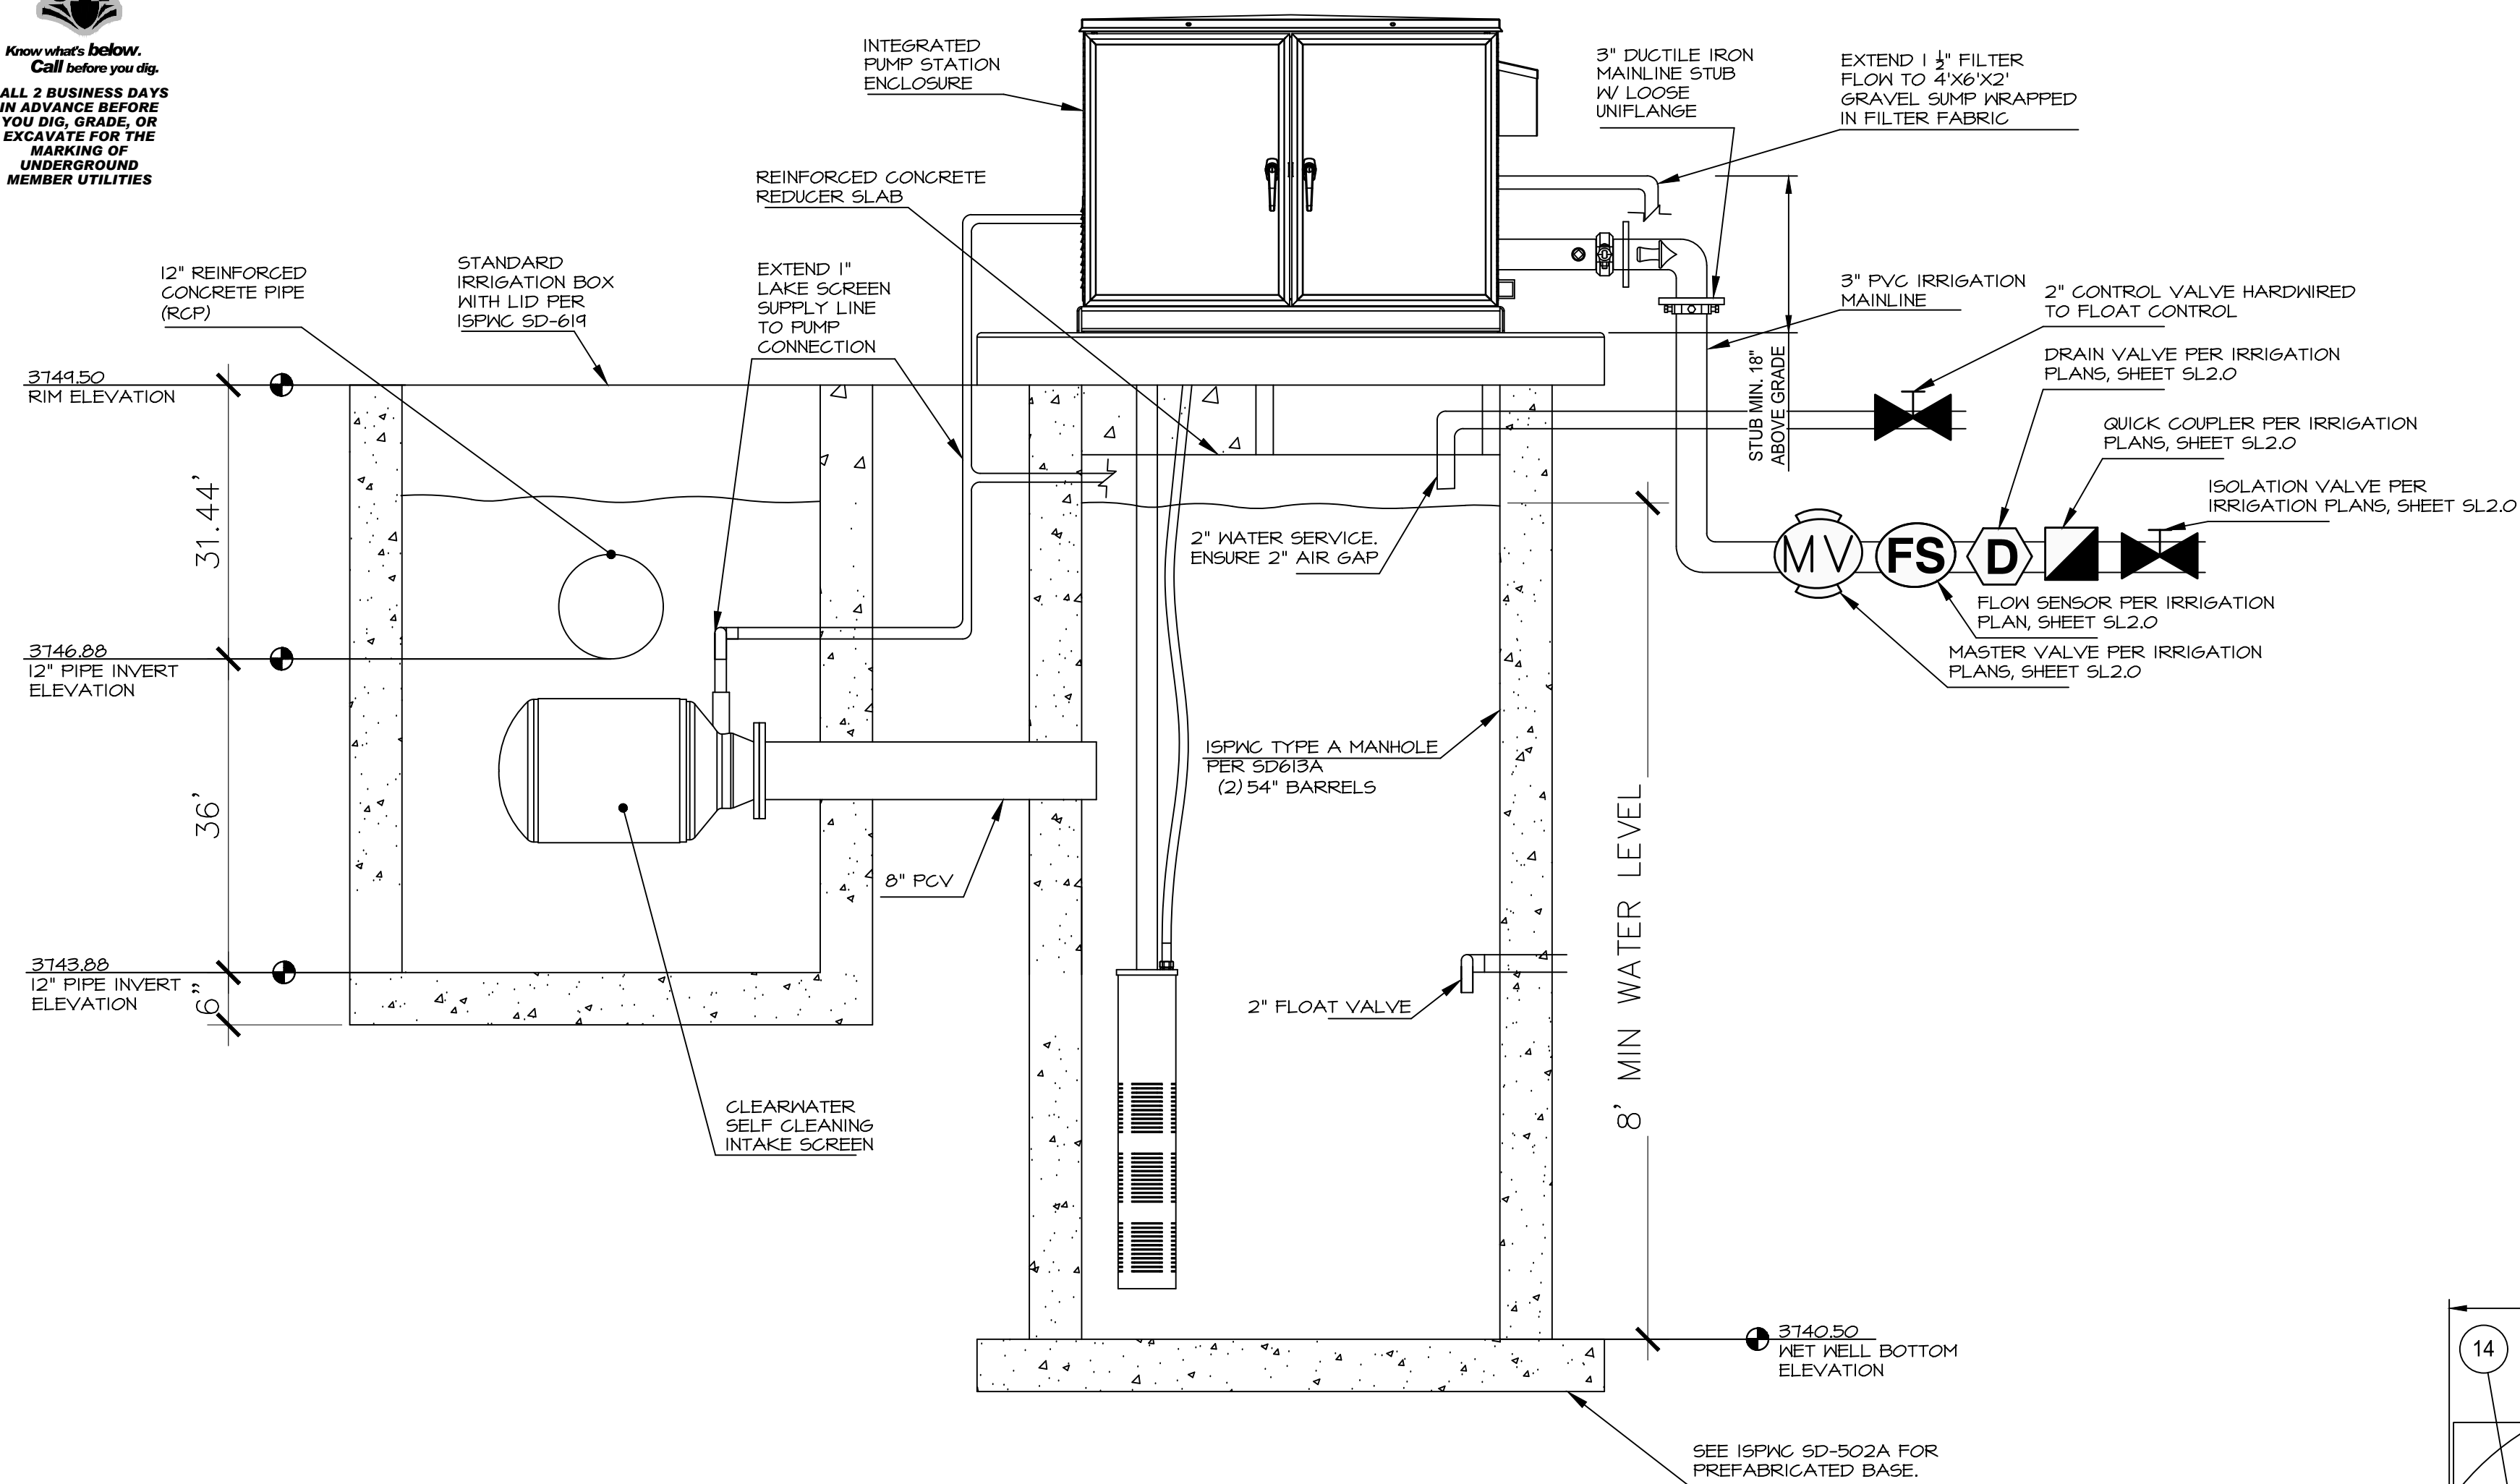 Know what's below.
Call before you dig.
ALL 2 BUSINESS DAYS
IN ADVANCE BEFORE
YOU DIG, GRADE, OR
EXCAVATE FOR THE
MARKING OF
UNDERGROUND
MEMBER UTILITIES
INTEGRATED
PUMP STATION
ENCLOSURE
3" DUCTILE IRON
MAINLINE STUB
W/ LOOSE
UNIFLANGE
EXTEND 1 ½" FILTER
FLOW TO 4'X6'X2'
GRAVEL SUMP WRAPPED
IN FILTER FABRIC
REINFORCED CONCRETE
REDUCER SLAB
12" REINFORCED
CONCRETE PIPE
(RCP)
STANDARD
IRRIGATION BOX
WITH LID PER
ISPWC SD-619
EXTEND 1"
LAKE SCREEN
SUPPLY LINE
TO PUMP
CONNECTION
3" PVC IRRIGATION
MAINLINE
2" CONTROL VALVE HARDWIRED
TO FLOAT CONTROL
DRAIN VALVE PER IRRIGATION
PLANS, SHEET SL2.0
QUICK COUPLER PER IRRIGATION
PLANS, SHEET SL2.0
ISOLATION VALVE PER
IRRIGATION PLANS, SHEET SL2.0
STUB MIN. 18"
ABOVE GRADE
3749.50
RIM ELEVATION
31.44'
2" WATER SERVICE.
ENSURE 2" AIR GAP
MV
FS
D
FLOW SENSOR PER IRRIGATION
PLAN, SHEET SL2.0
MASTER VALVE PER IRRIGATION
PLANS, SHEET SL2.0
3746.88
12" PIPE INVERT
ELEVATION
36'
ISPWC TYPE A MANHOLE
PER SD613A
(2) 54" BARRELS
8" PCV
8' MIN WATER LEVEL
3743.88
12" PIPE INVERT
ELEVATION
6"
2" FLOAT VALVE
CLEARWATER
SELF CLEANING
INTAKE SCREEN
3740.50
WET WELL BOTTOM
ELEVATION
14
SEE ISPWC SD-502A FOR
PREFABRICATED BASE.